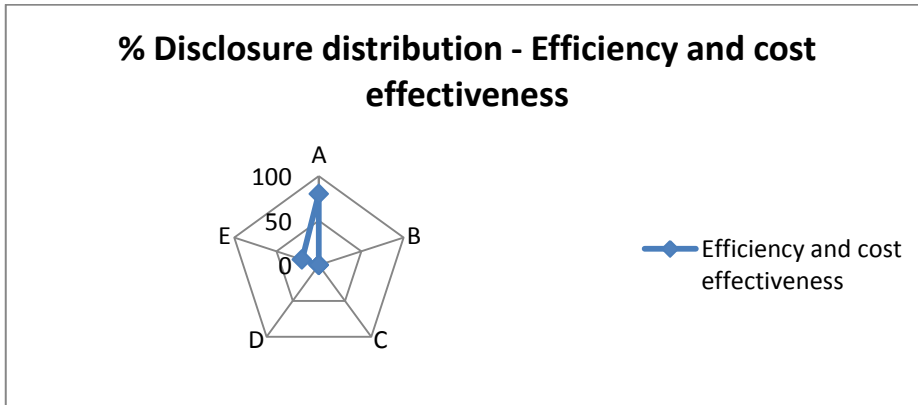 % Disclosure distribution - Efficiency and cost
effectiveness
A
100
50
0
E
B
D
C
Efficiency and cost
effectiveness